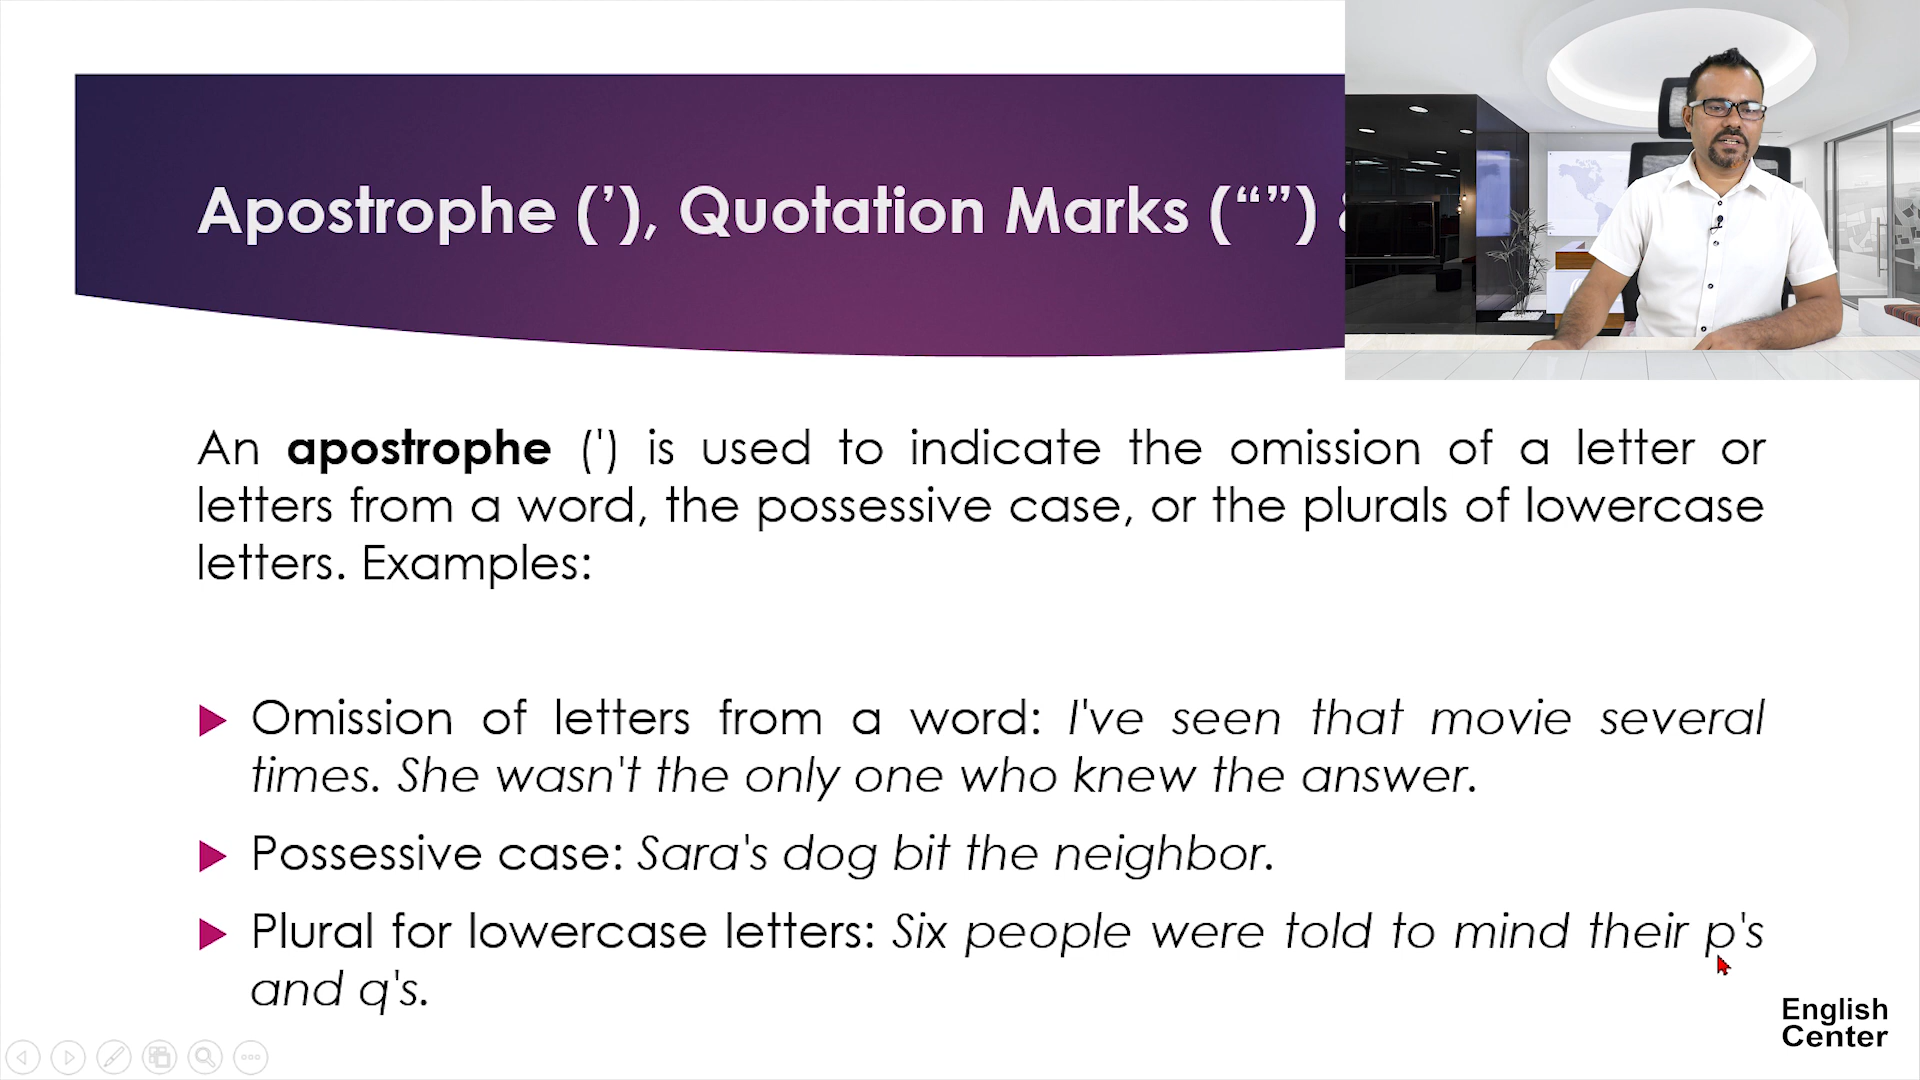 Apostrophe (’), Quotation Marks (“”)
An apostrophe (') is used to indicate the omission of a letter or
letters from a word, the possessive case, or the plurals of lowercase
letters. Examples:
Omission of letters from a word: I've seen that movie several
times. She wasn't the only one who knew the answer.
Possessive case: Sara's dog bit the neighbor.
Plural for lowercase letters: Six people were told to mind their p's
and q's.
English
Center